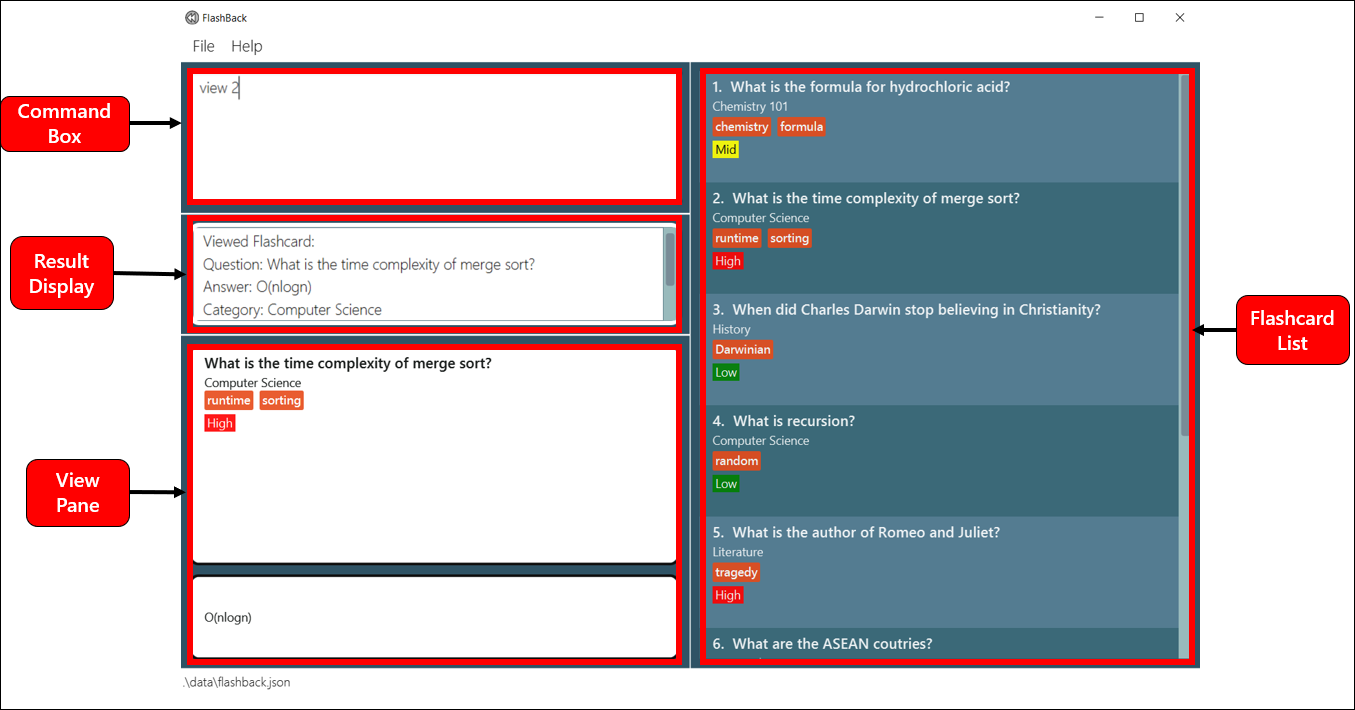 FlashBack
File Help
Command
Box
view 2
Result
Display
Viewed Flashcard:
Question: What is the time complexity of merge sort?
Answer: O(nlogn)
Category: Computer Science
View
Pane
What is the time complexity of merge sort?
Computer Science
runtime sorting
High
O(nlogn)
1. What is the formula for hydrochloric acid?
Chemistry 101
chemistry formula
Mid
2. What is the time complexity of merge sort?
Computer Science
runtime sorting
High
3. When did Charles Darwin stop believing in Christianity?
History
Darwinian
Low
4. What is recursion?
Computer Science
random
Low
5. What is the author of Romeo and Juliet?
Literature
tragedy
High
6. What are the ASEAN coutries?
Flashcard
List
.\data\flashback.json